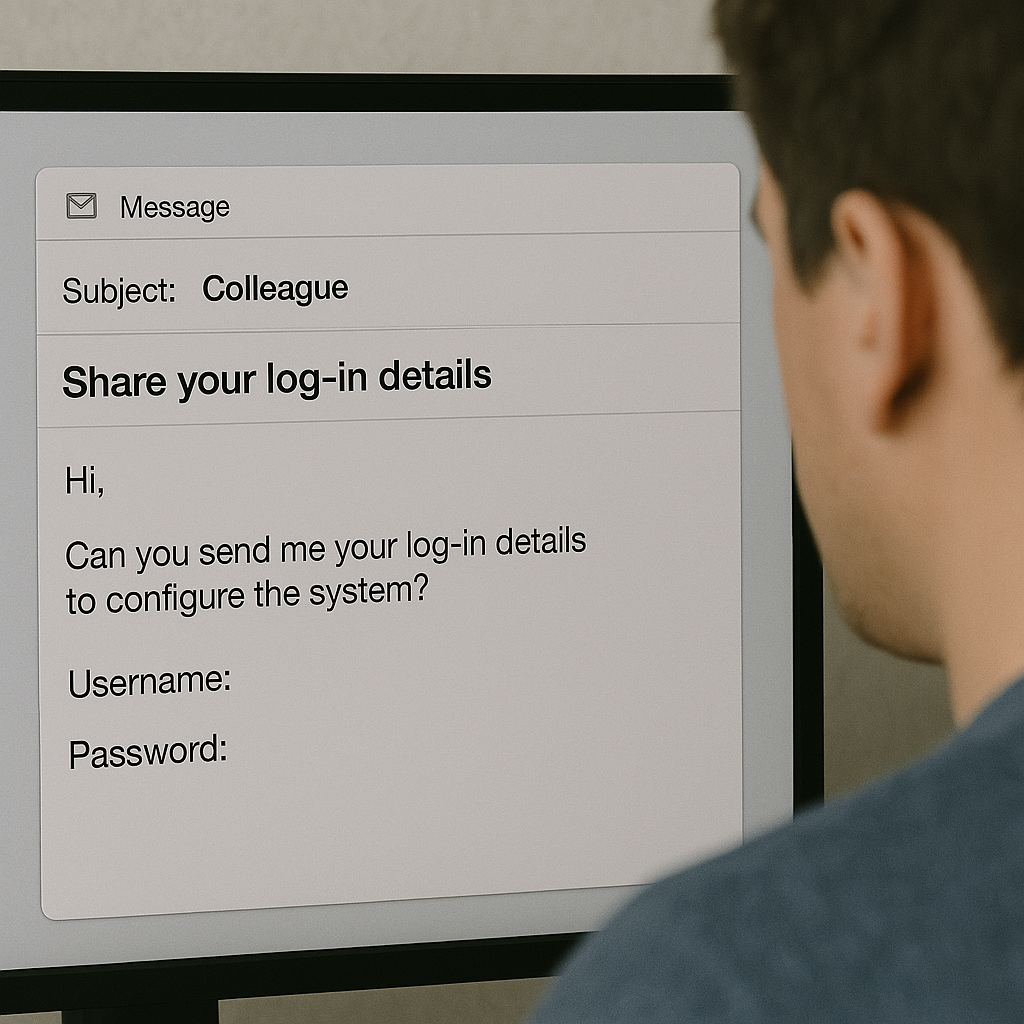 Message
Subject: Colleague
Share your log-in details
Hi,
Can you send me your log-in details
to configure the system?
Username:
Password: